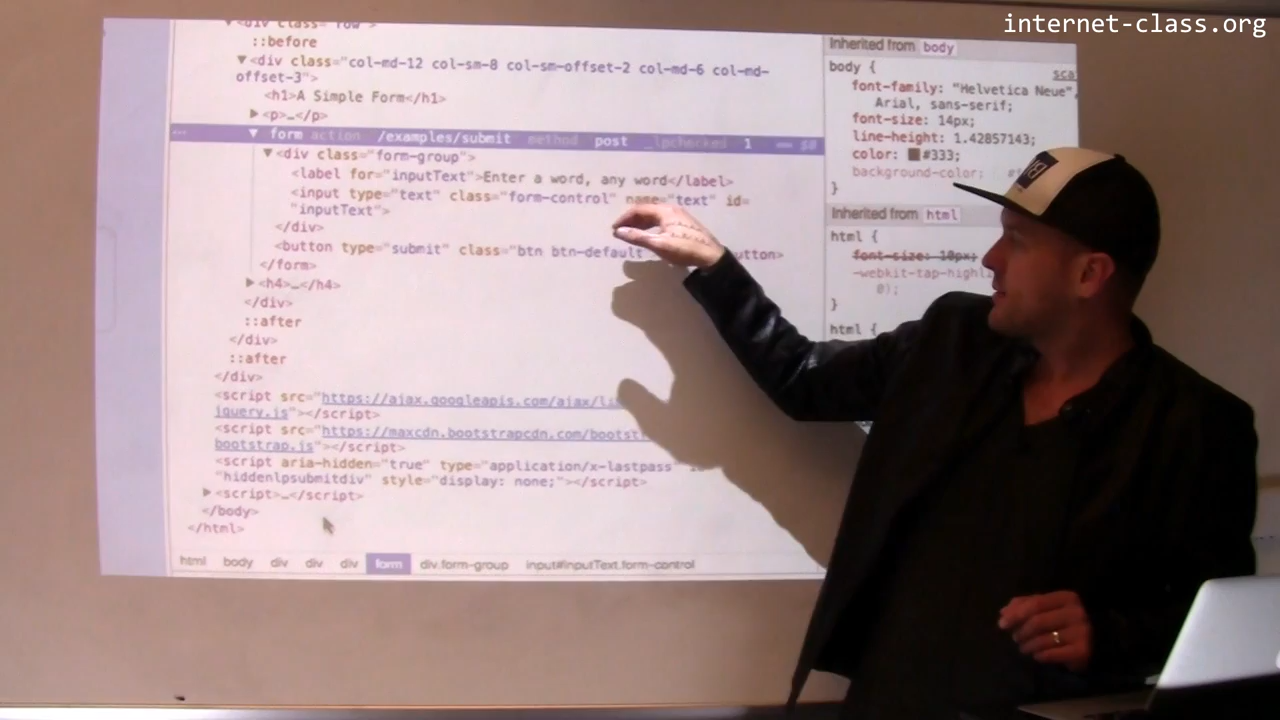 internet-class.org
<div class="row">
::before
<div class="col-md-12 col-sm-8 col-sm-offset-2 col-md-6 col-md-
offset-3">
<h1>A Simple Form</h1>
<p>…</p>
form action /examples/submit method post _lpchecked 1 == $0
<div class="form-group">
<label for="inputText">Enter a word, any word</label>
<input type="text" class="form-control" name="text" id=
"inputText">
</div>
<button type="submit" class="btn btn-default
</form>
<h4>…</h4>
</div>
::after
</div>
::after
</div>
<script src="https://ajax.googleapis.com/ajax/li
jquery.js"></script>
<script src="https://maxcdn.bootstrapcdn.com/bootst
bootstrap.js"></script>
<script aria-hidden="true" type="application/x-lastpass"
"hiddenlpsubmitdiv" style="display: none;"></script>
<script>…</script>
</body>
</html>
html body div div div form div.form-group input#inputText.form-control
Inherited from body
body {
font-family: "Helvetica Neue",
Arial, sans-serif;
font-size: 14px;
line-height: 1.42857143;
color: #333;
background-color:
}
Inherited from html
html {
font-size: 10px;
-webkit-tap-highli
0);
}
html {